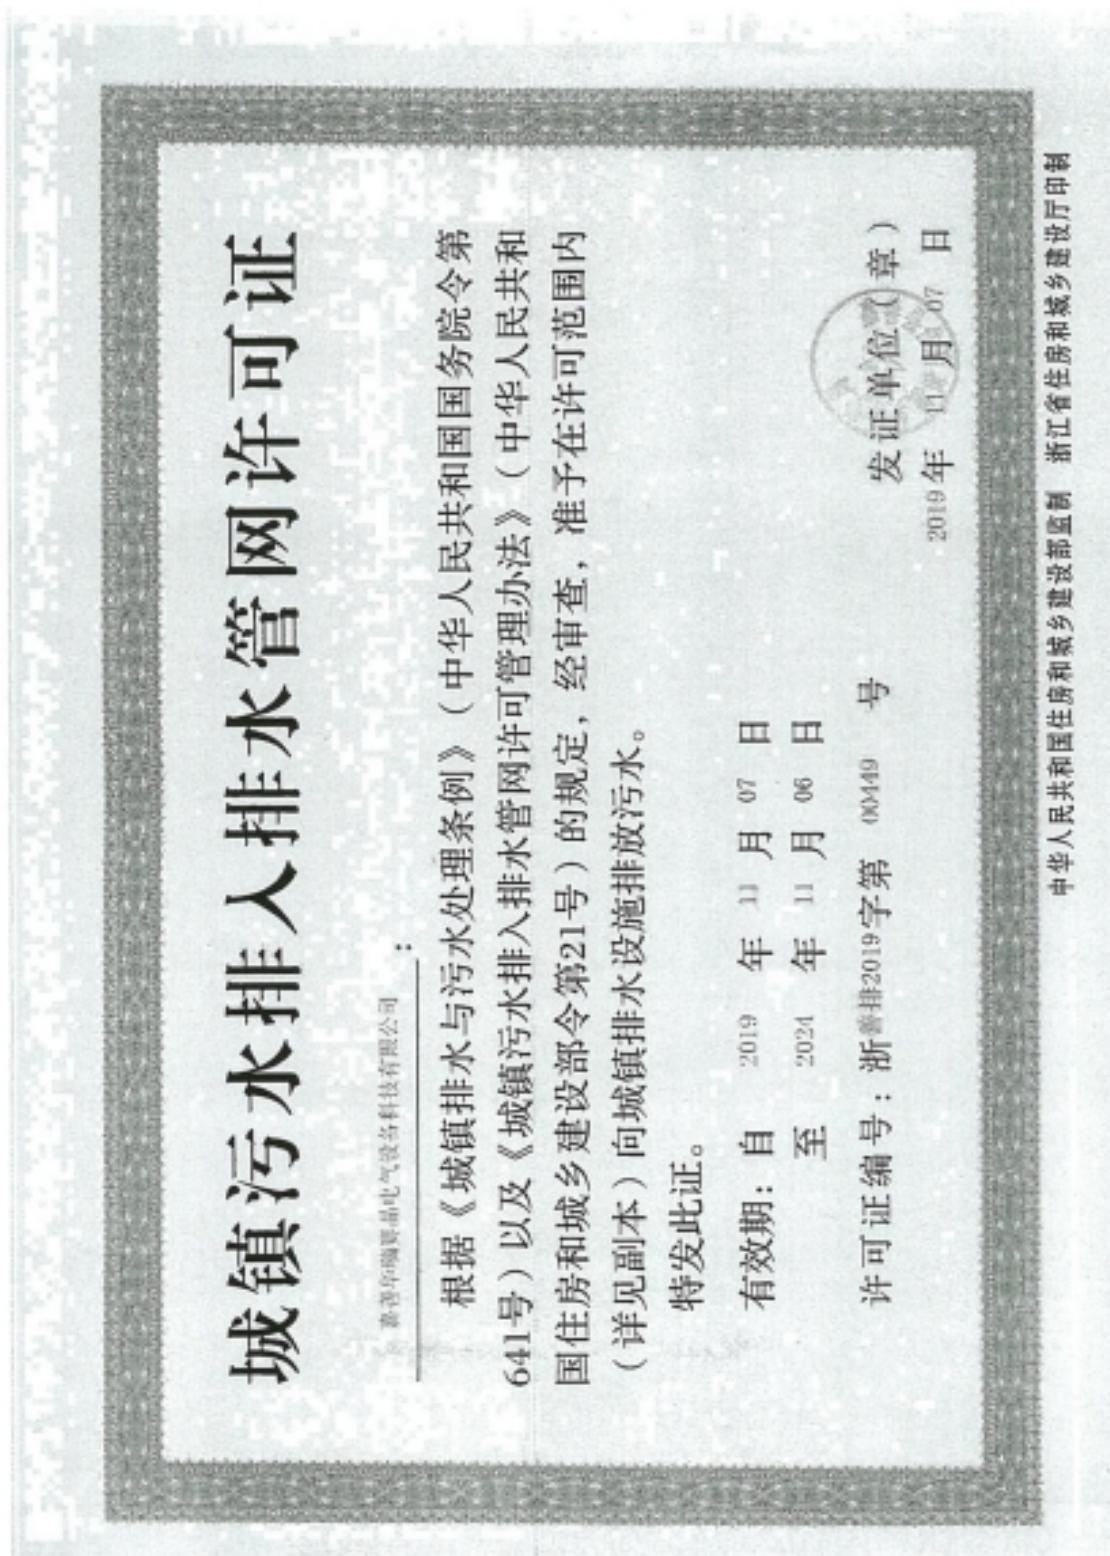 城镇污水排入排水管网许可证
电气设备科技有限公司：
根据《城镇排水与污水处理条例》（中华人民共和国国务院令第
641号）以及《城镇污水排入排水管网许可管理办法》（中华人民共和
国住房和城乡建设部令第21号）的规定，经审查，准予在许可范围内
（详见副本）向城镇排水设施排放污水。
特发此证。
有效期：自 2019 年 11 月 07 日
至 2024 年 11 月 06 日
许可证编号：浙善排2019字第 00449 号
发证单位（章）
2019年 11月 07 日
中华人民共和国住房和城乡建设部监制 浙江省住房和城乡建设厅印制